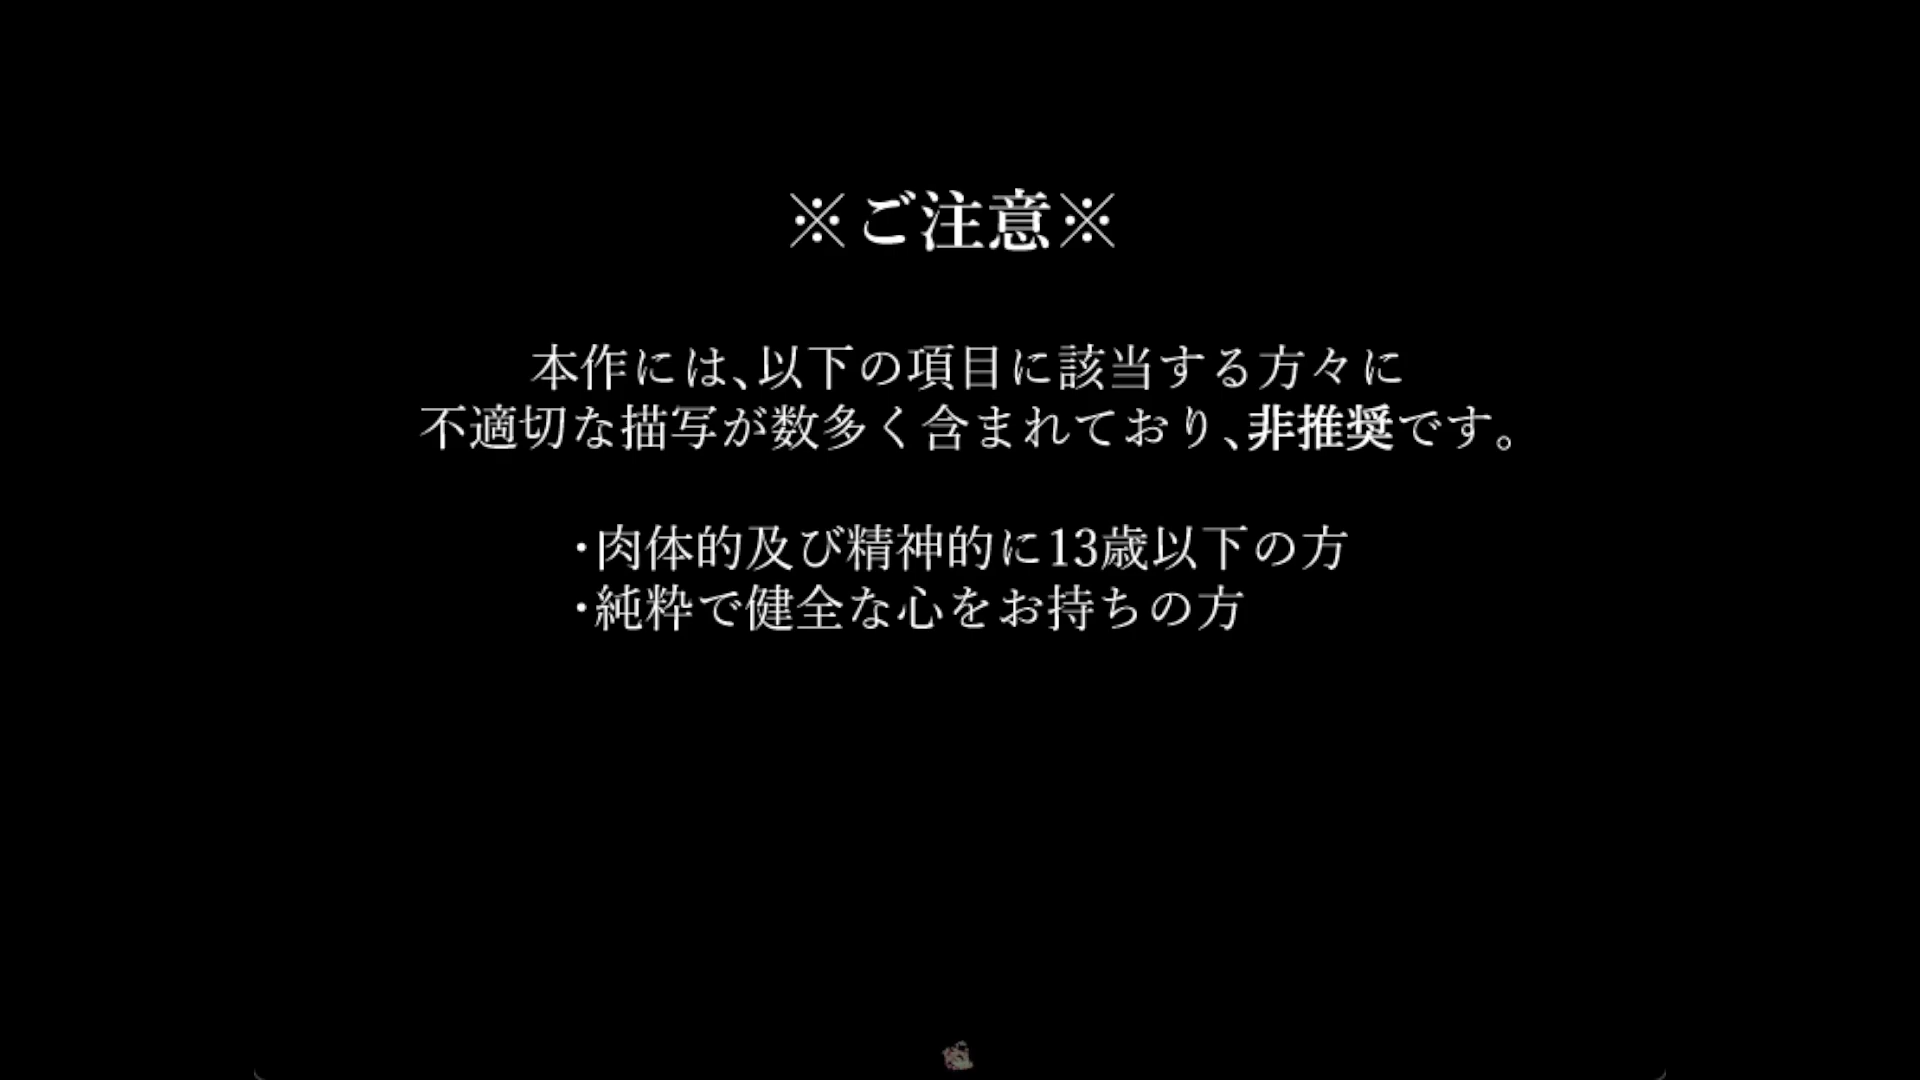 ※ご注意※
本作には、以下の項目に該当する方々に
不適切な描写が数多く含まれており、非推奨です。
・肉体的及び精神的に13歳以下の方
・純粋で健全な心をお持ちの方